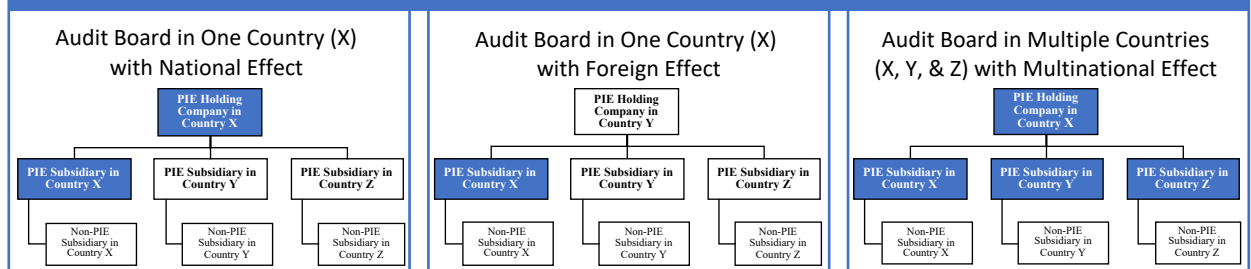 Audit Board in One Country (X)
with National Effect
PIE Holding
Company in
Country X
PIE Subsidiary in
Country X
PIE Subsidiary in
Country Y
PIE Subsidiary in
Country Z
Non-PIE
Subsidiary in
Country X
Non-PIE
Subsidiary in
Country Y
Non-PIE
Subsidiary in
Country Z
Audit Board in One Country (X)
with Foreign Effect
PIE Holding
Company in
Country Y
PIE Subsidiary in
Country X
PIE Subsidiary in
Country Y
PIE Subsidiary in
Country Z
Non-PIE
Subsidiary in
Country X
Non-PIE
Subsidiary in
Country Y
Non-PIE
Subsidiary in
Country Z
Audit Board in Multiple Countries
(X, Y, & Z) with Multinational Effect
PIE Holding
Company in
Country X
PIE Subsidiary in
Country X
PIE Subsidiary in
Country Y
PIE Subsidiary in
Country Z
Non-PIE
Subsidiary in
Country X
Non-PIE
Subsidiary in
Country Y
Non-PIE
Subsidiary in
Country Z